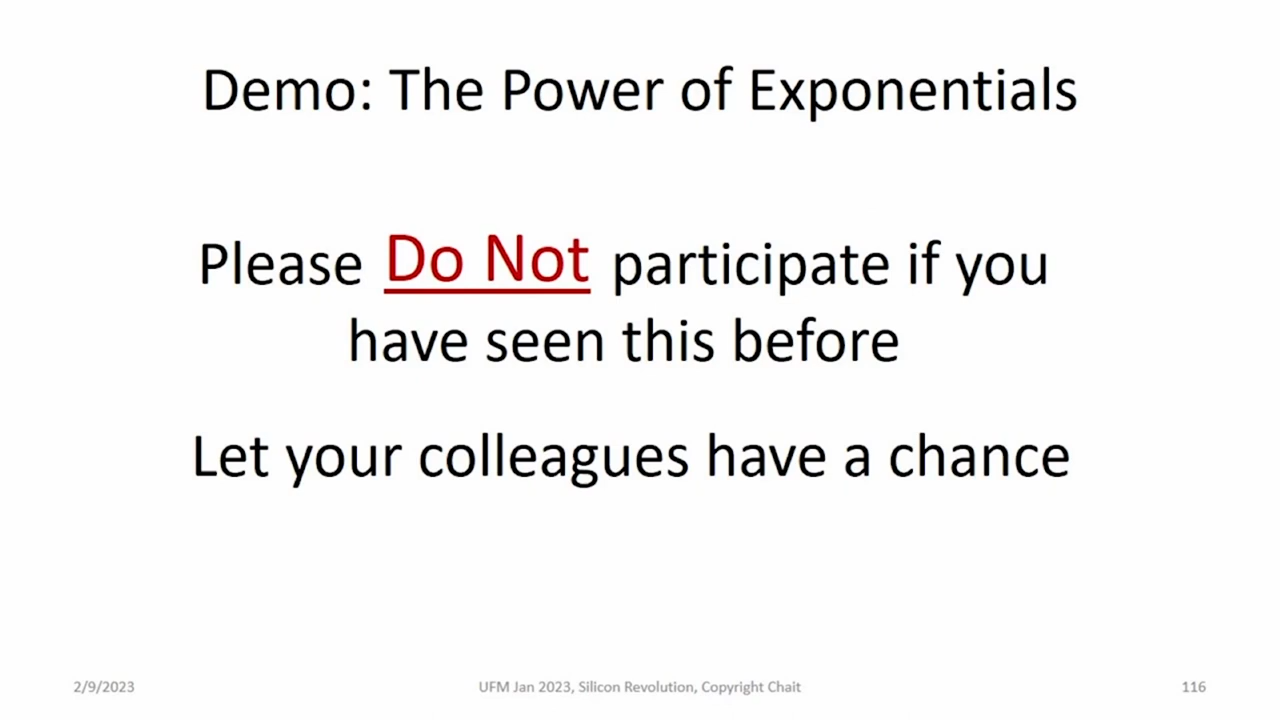 Demo: The Power of Exponentials
Please Do Not participate if you
have seen this before
Let your colleagues have a chance
2/9/2023
UFM Jan 2023, Silicon Revolution, Copyright Chait
116